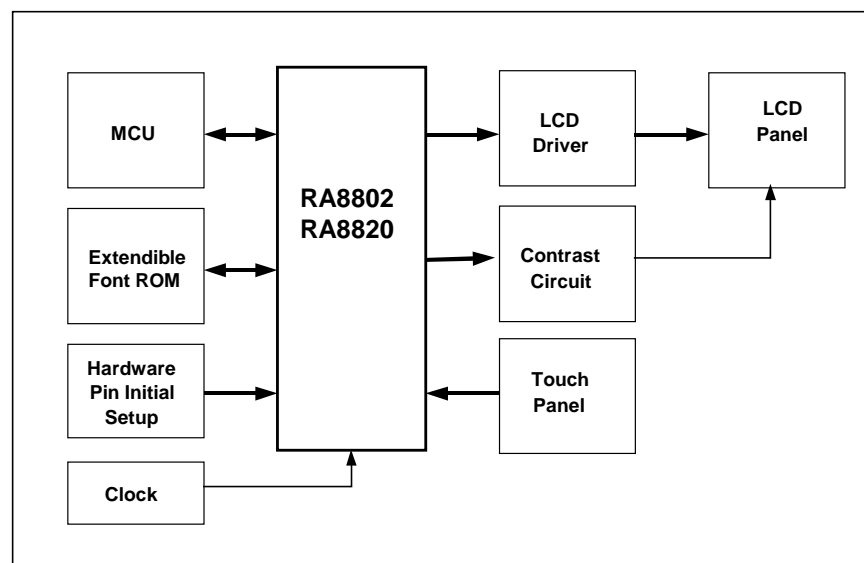 MCU
Extendible
Font ROM
Hardware
Pin Initial
Setup
Clock
RA8802
RA8820
LCD
Driver
Contrast
Circuit
Touch
Panel
LCD
Panel